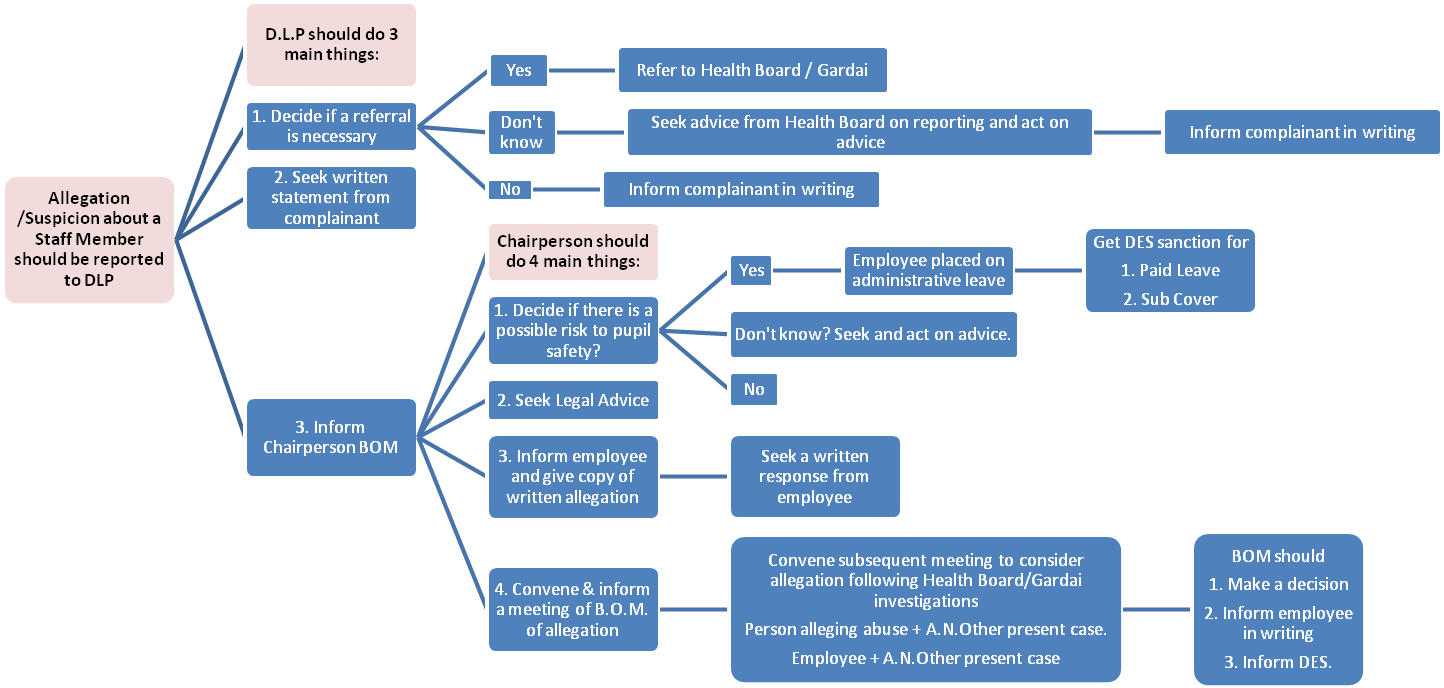 Allegation
/Suspicion about a
Staff Member
should be reported
to DLP
D.L.P should do 3
main things:
1. Decide if a referral
is necessary
Yes
Refer to Health Board / Gardai
Don't
know
Seek advice from Health Board on reporting and act on
advice
Inform complainant in writing
No
Inform complainant in writing
2. Seek written
statement from
complainant
3. Inform
Chairperson BOM
Chairperson should
do 4 main things:
1. Decide if there is a
possible risk to pupil
safety?
Yes
Employee placed on
administrative leave
Get DES sanction for
1. Paid Leave
2. Sub Cover
Don't know? Seek and act on advice.
No
2. Seek Legal Advice
3. Inform employee
and give copy of
written allegation
Seek a written
response from
employee
4. Convene & inform
a meeting of B.O.M.
of allegation
Convene subsequent meeting to consider
allegation following Health Board/Gardai
investigations
Person alleging abuse + A.N.Other present case.
Employee + A.N.Other present case
BOM should
1. Make a decision
2. Inform employee
in writing
3. Inform DES.